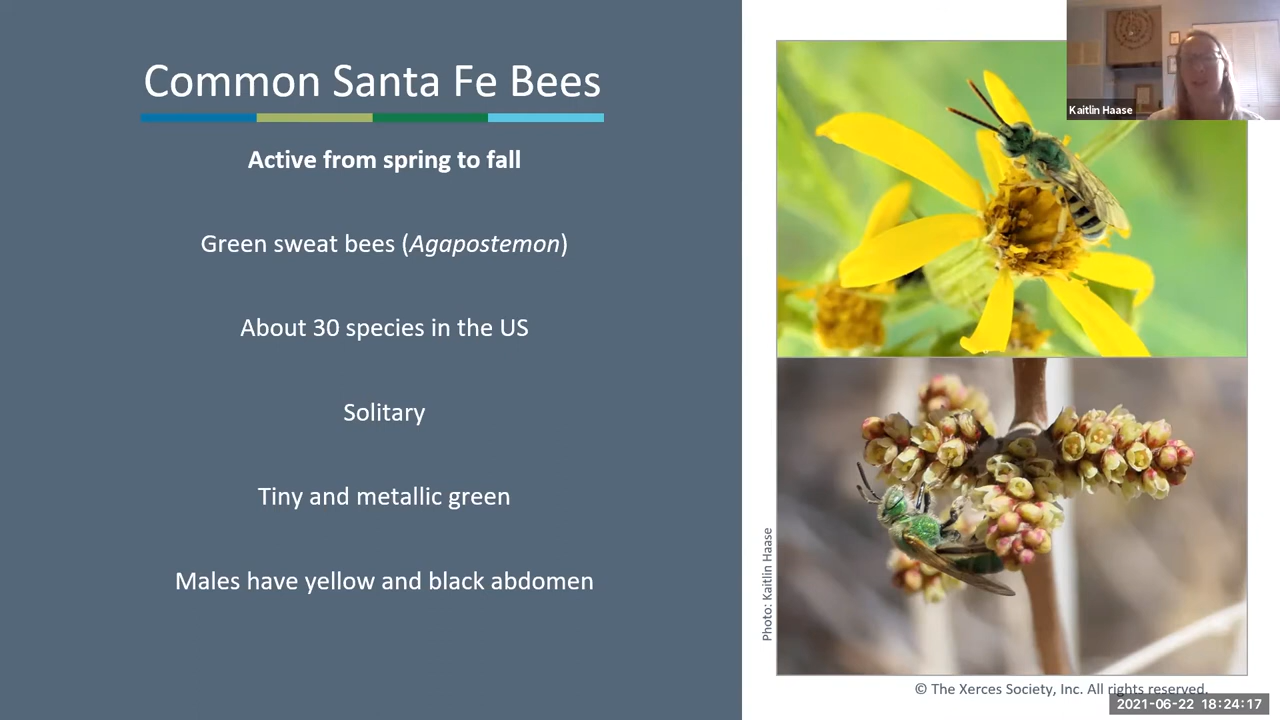 Common Santa Fe Bees
Active from spring to fall
Green sweat bees (Agapostemon)
About 30 species in the US
Solitary
Tiny and metallic green
Males have yellow and black abdomen
Kaitlin Haase
Photo: Kaitlin Haase
© The Xerces Society, Inc. All rights reserved.
2021-06-22 18:24:17